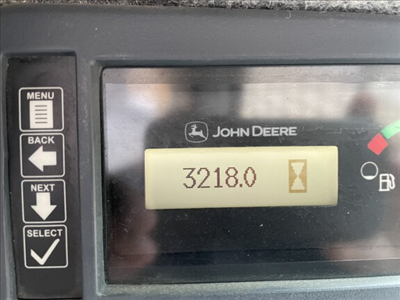 MENU
BACK
NEXT
SELECT
JOHN DEERE
3218.0